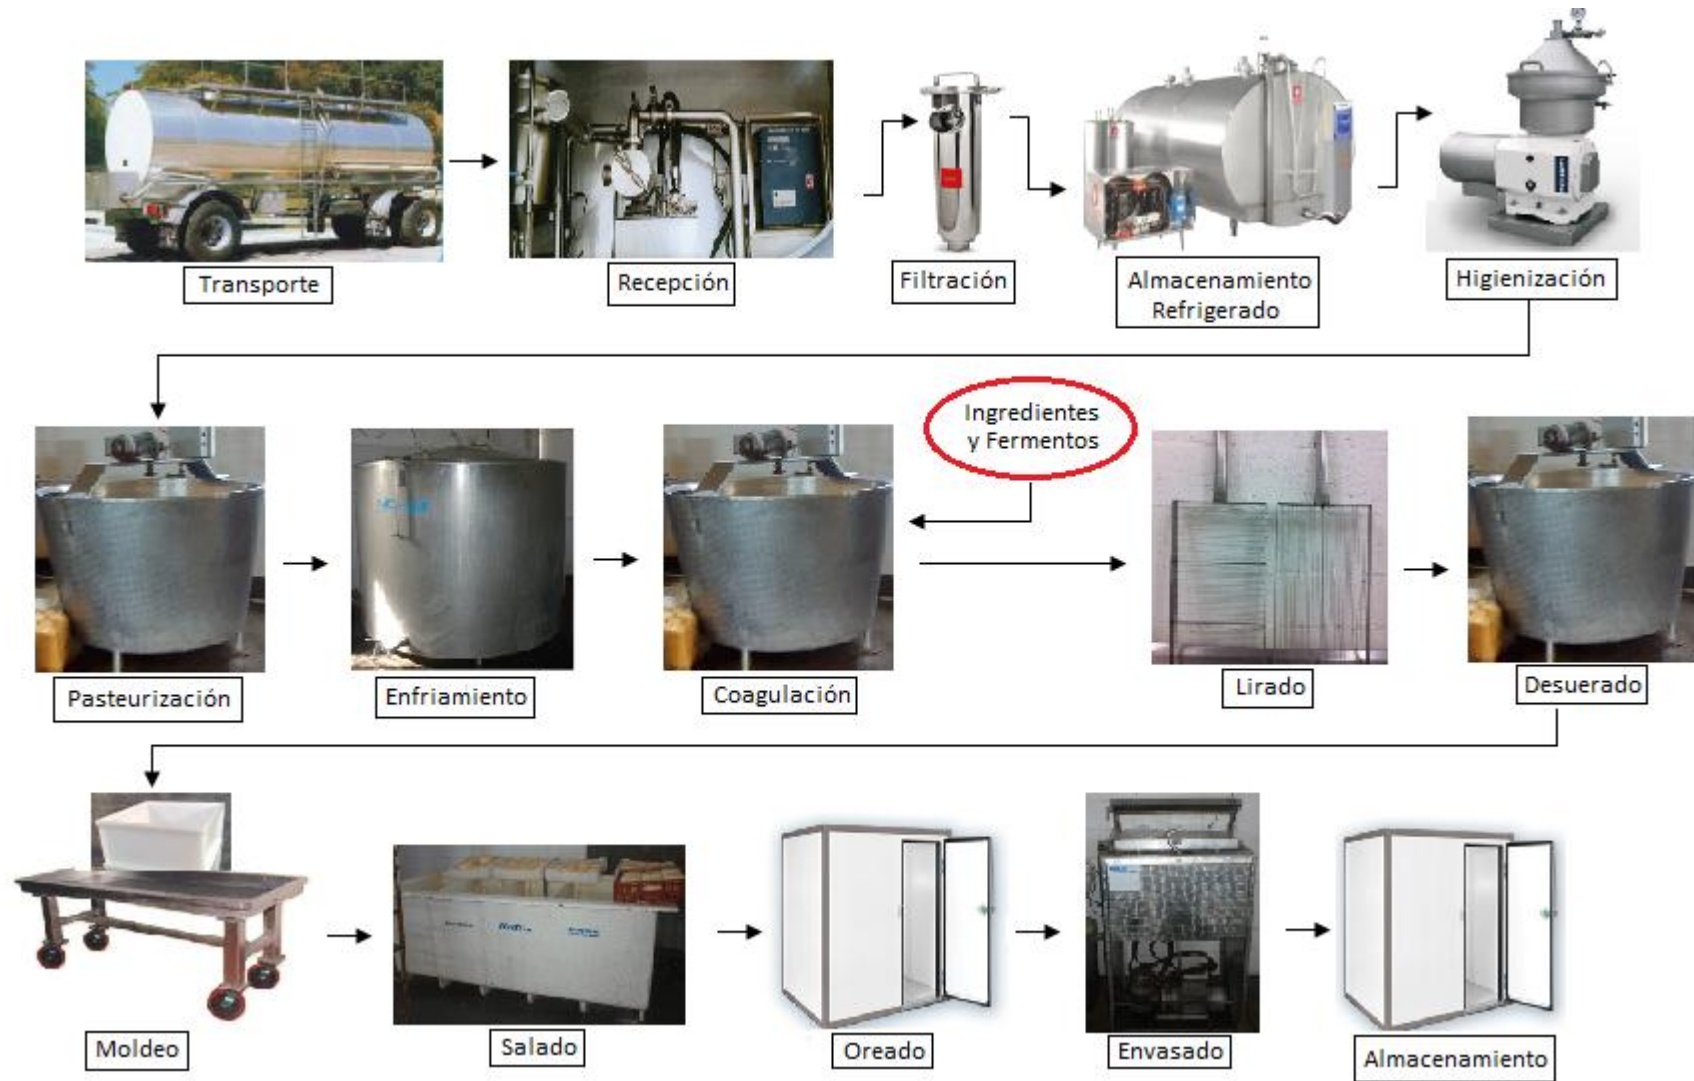 Transporte
Recepción
Filtración
Almacenamiento
Refrigerado
Higienización
Ingredientes
y Fermentos
Pasteurización
Enfriamiento
Coagulación
Lirado
Desuerado
Moldeo
Salado
Oreado
Envasado
Almacenamiento